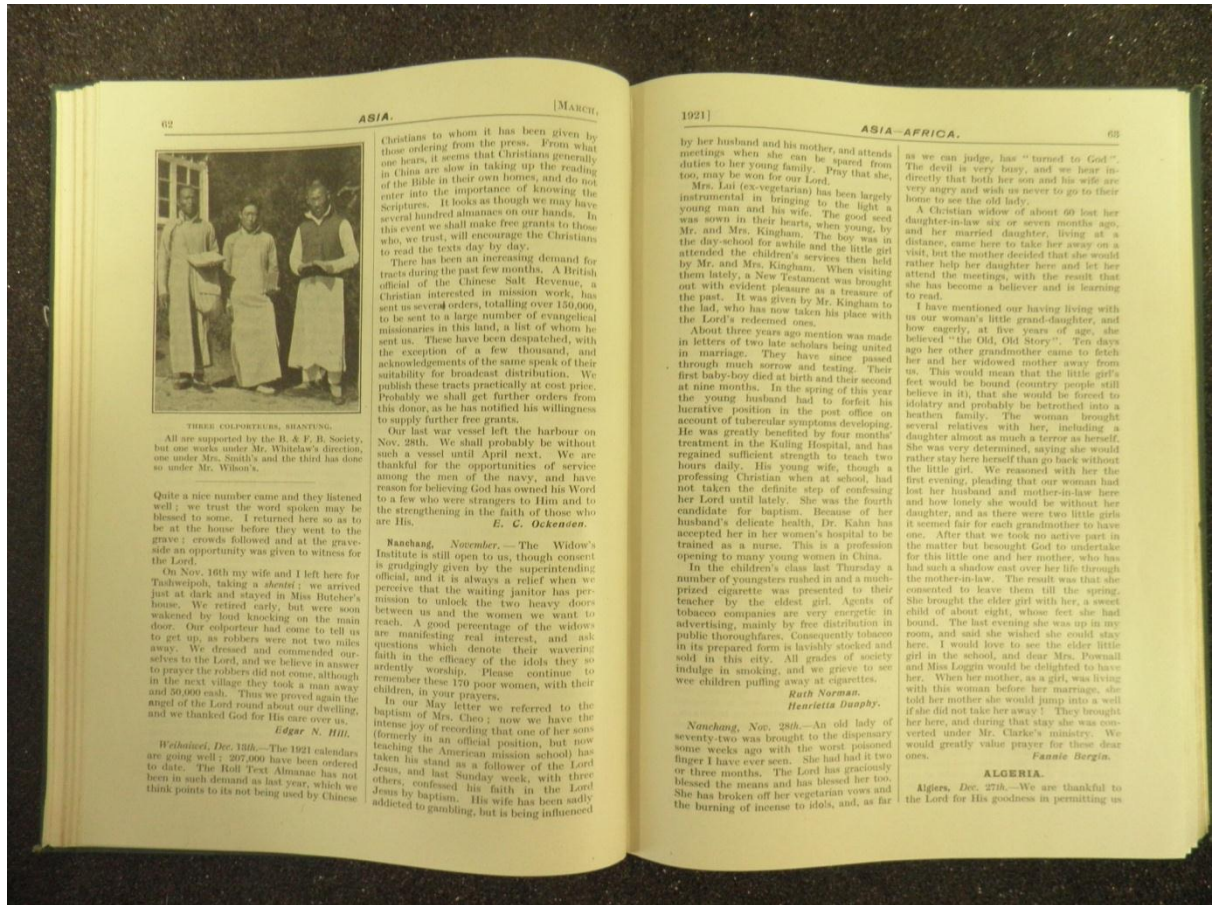 62
ASIA.
[MARCH,
THREE COLPORTEURS, SHANTUNG.
All are supported by the B. & F. B. Society,
but one works under Mr. Whitelaw's direction,
one under Mrs. Smith's and the third has done
so under Mr. Wilson's.
Quite a nice number came and they listened
well ; we trust the word spoken may be
blessed to some. I returned here so as to
be at the house before they went to the
grave ; crowds followed and at the grave-
side an opportunity was given to witness for
the Lord.
On Nov. 16th my wife and I left here for
Tashweipoh, taking a shentzi ; we arrived
just at dark and stayed in Miss Butcher's
house. We retired early, but were soon
wakened by loud knocking on the main
door. Our colporteur had come to tell us
to get up, as robbers were not two miles
away. We dressed and commended our-
selves to the Lord, and we believe in answer
to prayer the robbers did not come, although
in the next village they took a man away
and 50,000 cash. Thus we proved again the
angel of the Lord round about our dwelling,
and we thanked God for His care over us.
Edgar N. Hill.
Weihaiwei, Dec. 13th.—The 1921 calendars
are going well ; 207,000 have been ordered
to date. The Roll Text Almanac has not
been in such demand as last year, which we
think points to its not being used by Chinese
Christians to whom it has been given by
those ordering from the press. From what
one hears, it seems that Christians generally
in China are slow in taking up the reading
of the Bible in their own homes, and do not
enter into the importance of knowing the
Scriptures. It looks as though we may have
several hundred almanacs on our hands. In
this event we shall make free grants to those
who, we trust, will encourage the Christians
to read the texts day by day.
There has been an increasing demand for
tracts during the past few months. A British
official of the Chinese Salt Revenue, a
Christian interested in mission work, has
sent us several orders, totalling over 150,000,
to be sent to a large number of evangelical
missionaries in this land, a list of whom he
sent us. These have been despatched, with
the exception of a few thousand, and
acknowledgements of the same speak of their
suitability for broadcast distribution. We
publish these tracts practically at cost price.
Probably we shall get further orders from
this donor, as he has notified his willingness
to supply further free grants.
Our last war vessel left the harbour on
Nov. 28th. We shall probably be without
such a vessel until April next. We are
thankful for the opportunities of service
among the men of the navy, and have
reason for believing God has owned his Word
to a few who were strangers to Him and to
the strengthening in the faith of those who
are His.
E. C. Ockenden.
Nanchang, November.—The Widow's
Institute is still open to us, though consent
is grudgingly given by the superintending
official, and it is always a relief when we
perceive that the waiting janitor has per-
mission to unlock the two heavy doors
between us and the women we want to
reach. A good percentage of the widows
are manifesting real interest, and ask
questions which denote their wavering
faith in the efficacy of the idols they so
ardently worship. Please continue to
remember these 170 poor women, with their
children, in your prayers.
In our May letter we referred to the
baptism of Mrs. Cheo ; now we have the
intense joy of recording that one of her sons
(formerly in an official position, but now
teaching the American mission school) has
taken his stand as a follower of the Lord
Jesus, and last Sunday week, with three
others, confessed his faith in the Lord
Jesus by baptism. His wife has been sadly
addicted to gambling, but is being influenced
1921]
ASIA—AFRICA.
63
by her husband and his mother, and attends
meetings when she can be spared from
duties to her young family. Pray that she,
too, may be won for our Lord.
Mrs. Lui (ex-vegetarian) has been largely
instrumental in bringing to the light a
young man and his wife. The good seed
was sown in their hearts, when young, by
Mr. and Mrs. Kingham. The boy was in
the day-school for awhile and the little girl
attended the children's services then held
by Mr. and Mrs. Kingham. When visiting
them lately, a New Testament was brought
out with evident pleasure as a treasure of
the past. It was given by Mr. Kingham to
the lad, who has now taken his place with
the Lord's redeemed ones.
About three years ago mention was made
in letters of two late scholars being united
in marriage. They have since passed
through much sorrow and testing. Their
first baby-boy died at birth and their second
at nine months. In the spring of this year
the young husband had to forfeit his
lucrative position in the post office on
account of tubercular symptoms developing.
He was greatly benefited by four months'
treatment in the Kuling Hospital, and has
regained sufficient strength to teach two
hours daily. His young wife, though a
professing Christian when at school, had
not taken the definite step of confessing
her Lord until lately. She was the fourth
candidate for baptism. Because of her
husband's delicate health, Dr. Kahn has
accepted her in her women's hospital to be
trained as a nurse. This is a profession
opening to many young women in China.
In the children's class last Thursday a
number of youngsters rushed in and a much-
prized cigarette was presented to their
teacher by the eldest girl. Agents of
tobacco companies are very energetic in
advertising, mainly by free distribution in
public thoroughfares. Consequently tobacco
in its prepared form is lavishly stocked and
sold in this city. All grades of society
indulge in smoking, and we grieve to see
wee children puffing away at cigarettes.
Ruth Norman.
Henrietta Dunphy.
Nanchang, Nov. 28th.—An old lady of
seventy-two was brought to the dispensary
some weeks ago with the worst poisoned
finger I have ever seen. She had had it two
or three months. The Lord has graciously
blessed the means and has blessed her too.
She has broken off her vegetarian vows and
the burning of incense to idols, and, as far
as we can judge, has "turned to God".
The devil is very busy, and we hear in-
directly that both her son and his wife are
very angry and wish us never to go to their
home to see the old lady.
A Christian widow of about 60 lost her
daughter-in-law six or seven months ago,
and her married daughter, living at a
distance, came here to take her away on a
visit, but the mother decided that she would
rather help her daughter here and let her
attend the meetings, with the result that
she has become a believer and is learning
to read.
I have mentioned our having living with
us our woman's little grand-daughter, and
how eagerly, at five years of age, she
believed "the Old, Old Story". Ten days
ago her other grandmother came to fetch
her and her widowed mother away from
us. This would mean that the little girl's
feet would be bound (country people still
believe in it), that she would be forced to
idolatry and probably be betrothed into a
heathen family. The woman brought
several relatives with her, including a
daughter almost as much a terror as herself.
She was very determined, saying she would
rather stay here herself than go back without
the little girl. We reasoned with her the
first evening, pleading that our woman had
lost her husband and mother-in-law here
and how lonely she would be without her
daughter, and as there were two little girls
it seemed fair for each grandmother to have
one. After that we took no active part in
the matter but besought God to undertake
for this little one and her mother, who has
had such a shadow cast over her life through
the mother-in-law. The result was that she
consented to leave them till the spring.
She brought the elder girl with her, a sweet
child of about eight, whose feet she had
bound. The last evening she was up in my
room, and said she wished she could stay
here. I would love to see the elder little
girl in the school, and dear Mrs. Pownall
and Miss Loggin would be delighted to have
her. When her mother, as a girl, was living
with this woman before her marriage, she
told her mother she would jump into a well
if she did not take her away ! They brought
her here, and during that stay she was con-
verted under Mr. Clarke's ministry. We
would greatly value prayer for these dear
ones.
Fannie Bergin.
ALGERIA.
Algiers, Dec. 27th.—We are thankful to
the Lord for His goodness in permitting us